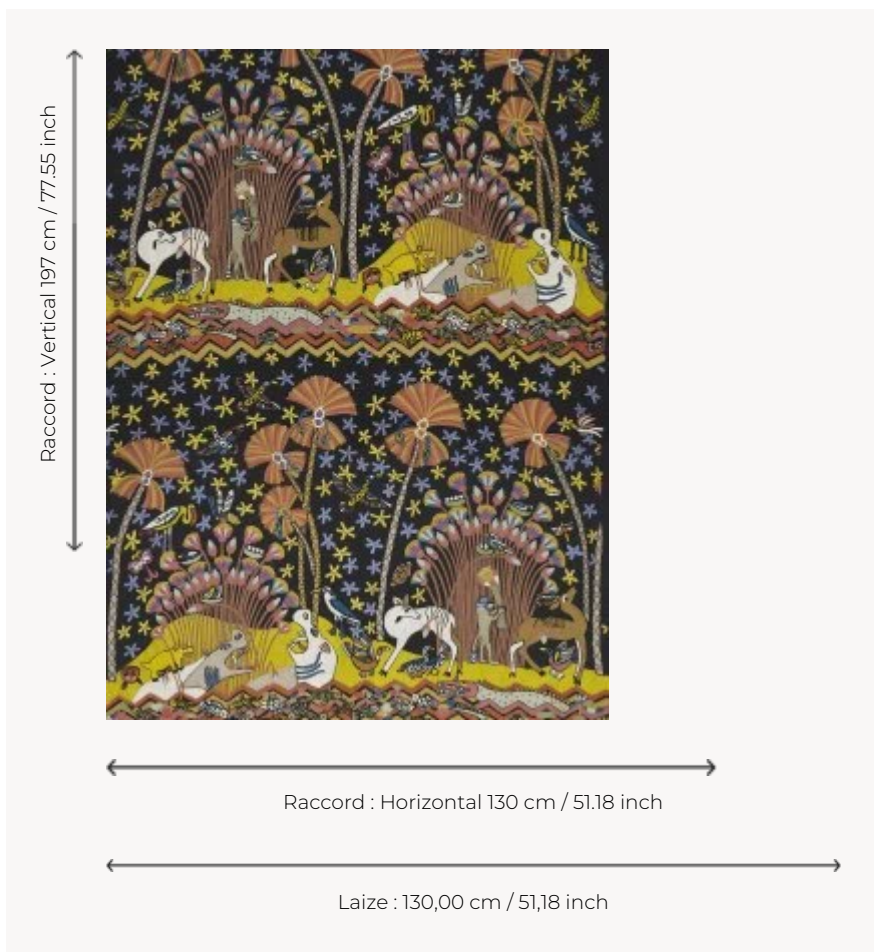 Raccord : Vertical 197 cm / 77.55 inch
Raccord : Horizontal 130 cm / 51.18 inch
Laize : 130,00 cm / 51,18 inch